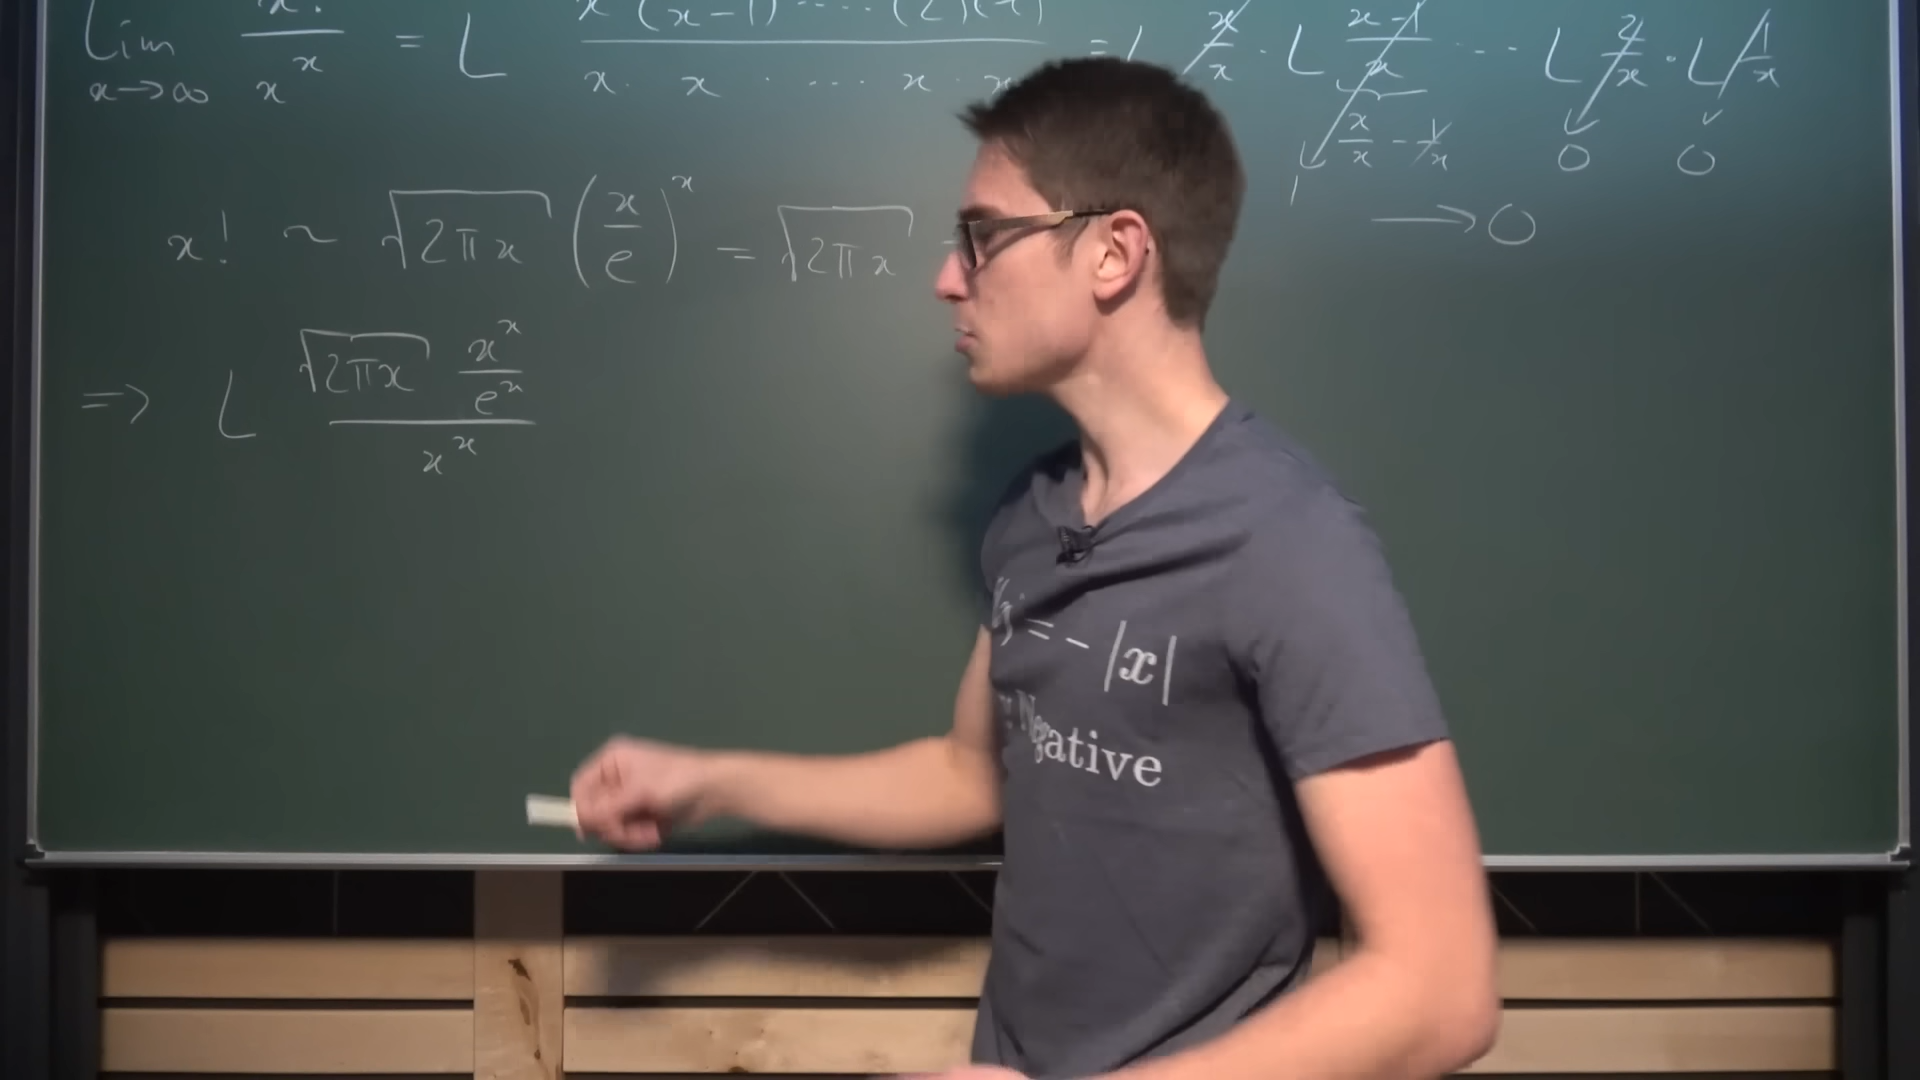 Lim x→∞ x!/x^x = L x·(x-1)·····(2)(1)/x· x ····· x · x = L x/x · L x-1/x ··· L 2/x · L 1/x
x/x - 1/x
1 0 0
→ 0
x! ~ √2πx (x/e)^x = √2πx
=> L √2πx x^x/e^x / x^x
= - |x|
Negative